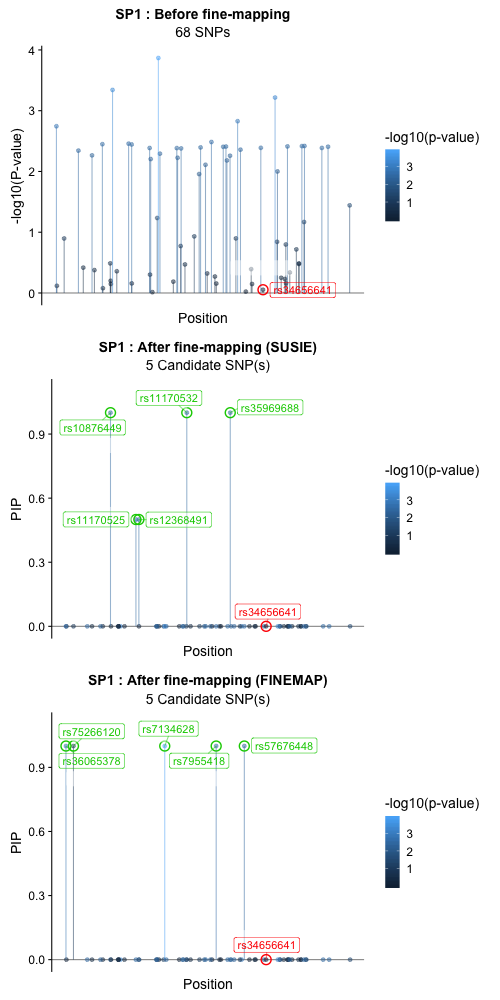 SP1 : Before fine-mapping
68 SNPs
-log10(P-value)
4
3
2
1
0
rs34656641
Position
-log10(p-value)
3
2
1
SP1 : After fine-mapping (SUSIE)
5 Candidate SNP(s)
PIP
0.9
0.6
0.3
0.0
rs11170532
rs35969688
rs10876449
rs11170525
rs12368491
rs34656641
Position
-log10(p-value)
3
2
1
SP1 : After fine-mapping (FINEMAP)
5 Candidate SNP(s)
PIP
0.9
0.6
0.3
0.0
rs75266120
rs7134628
rs57676448
rs36065378
rs7955418
rs34656641
Position
-log10(p-value)
3
2
1